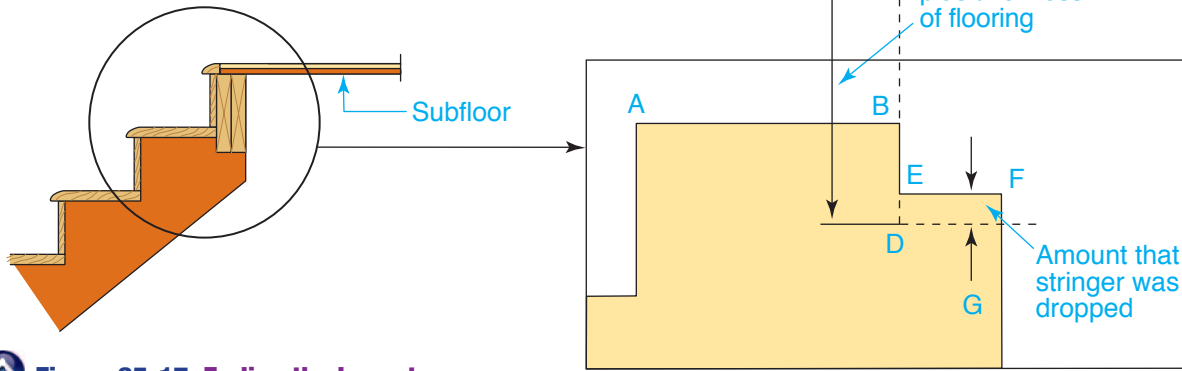 of flooring
Subfloor
A
B
E
F
D
G
Amount that
stringer was
dropped